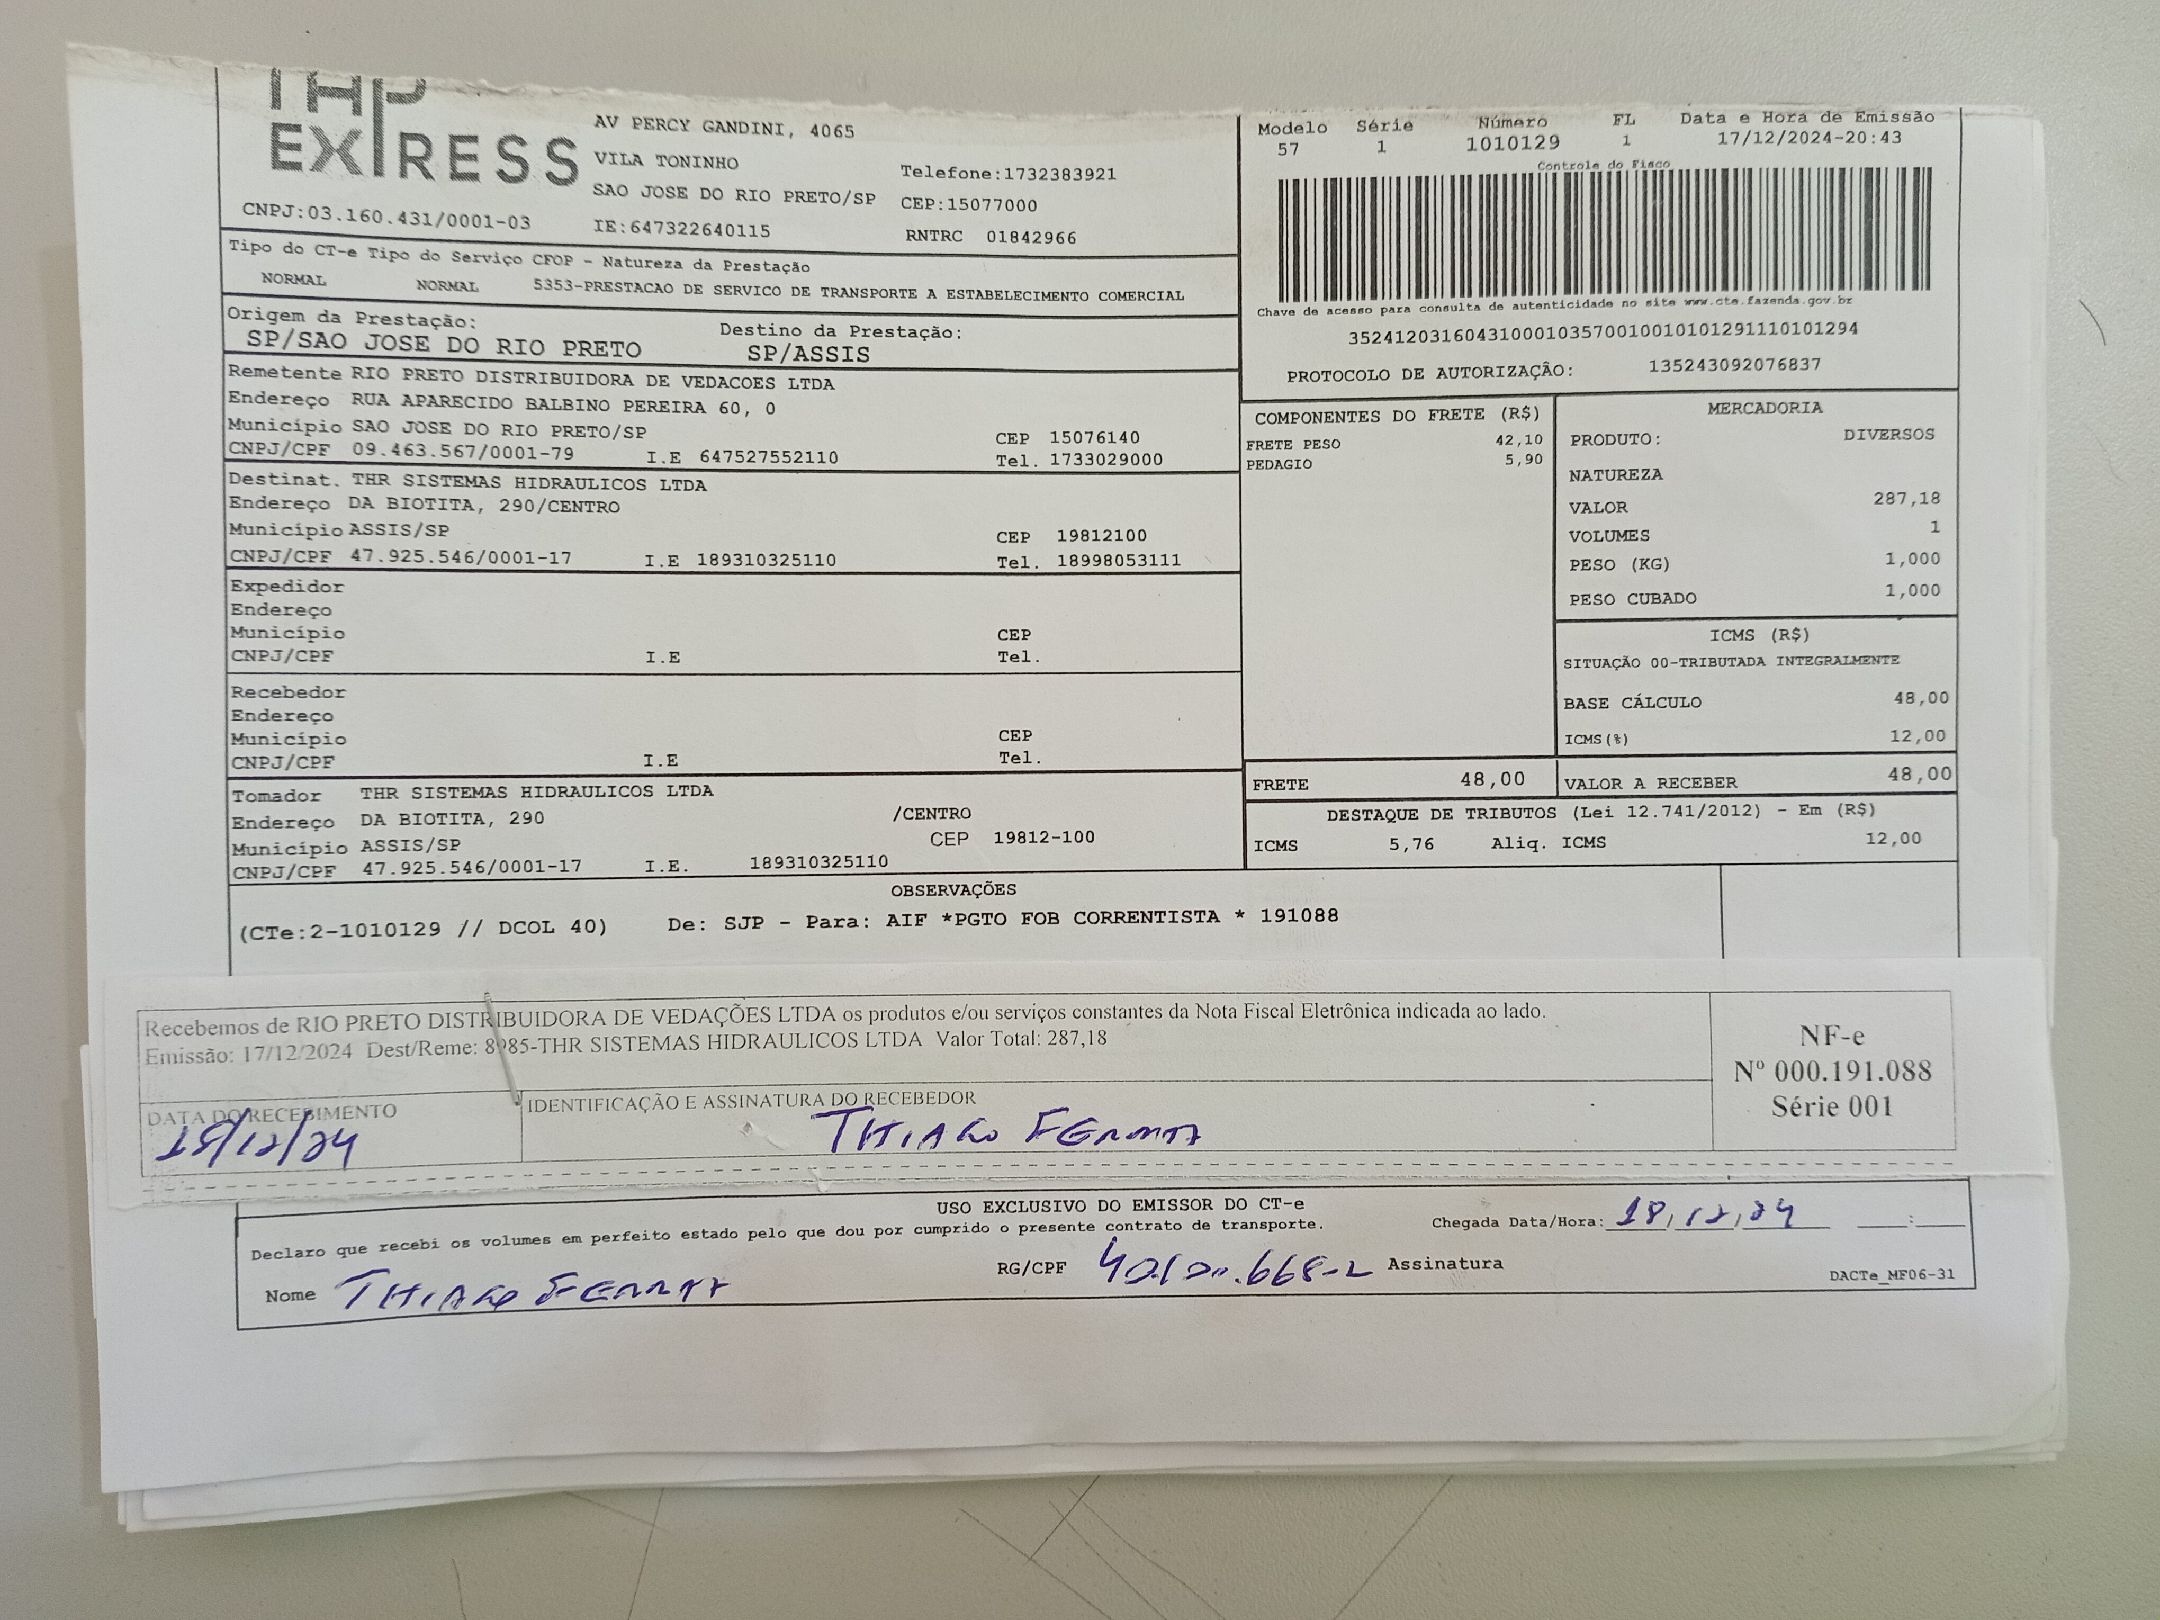 THP
EXPRESS
AV PERCY GANDINI, 4065
VILA TONINHO
SAO JOSE DO RIO PRETO/SP
Telefone:1732383921
CEP:15077000
CNPJ:03.160.431/0001-03
IE:647322640115
RNTRC 01842966
Modelo Série Número FL Data e Hora de Emissão
57 1 1010129 1 17/12/2024-20:43
Controle do Fisco
Chave de acesso para consulta de autenticidade no site www.cte.fazenda.gov.br
35241203160431000103570010010101291110101294
PROTOCOLO DE AUTORIZAÇÃO: 135243092076837
Tipo do CT-e Tipo do Serviço CFOP - Natureza da Prestação
NORMAL NORMAL 5353-PRESTACAO DE SERVICO DE TRANSPORTE A ESTABELECIMENTO COMERCIAL
Origem da Prestação: Destino da Prestação:
SP/SAO JOSE DO RIO PRETO SP/ASSIS
Remetente RIO PRETO DISTRIBUIDORA DE VEDACOES LTDA
Endereço RUA APARECIDO BALBINO PEREIRA 60, 0
Município SAO JOSE DO RIO PRETO/SP CEP 15076140
CNPJ/CPF 09.463.567/0001-79 I.E 647527552110 Tel. 1733029000
Destinat. THR SISTEMAS HIDRAULICOS LTDA
Endereço DA BIOTITA, 290/CENTRO
Município ASSIS/SP CEP 19812100
CNPJ/CPF 47.925.546/0001-17 I.E 189310325110 Tel. 18998053111
Expedidor
Endereço
Município CEP
CNPJ/CPF I.E Tel.
Recebedor
Endereço
Município CEP
CNPJ/CPF I.E Tel.
Tomador THR SISTEMAS HIDRAULICOS LTDA
Endereço DA BIOTITA, 290 /CENTRO
Município ASSIS/SP CEP 19812-100
CNPJ/CPF 47.925.546/0001-17 I.E. 189310325110
COMPONENTES DO FRETE (R$)
FRETE PESO 42,10
PEDAGIO 5,90
MERCADORIA
PRODUTO: DIVERSOS
NATUREZA
VALOR 287,18
VOLUMES 1
PESO (KG) 1,000
PESO CUBADO 1,000
ICMS (R$)
SITUAÇÃO 00-TRIBUTADA INTEGRALMENTE
BASE CÁLCULO 48,00
ICMS(%) 12,00
FRETE 48,00 VALOR A RECEBER 48,00
DESTAQUE DE TRIBUTOS (Lei 12.741/2012) - Em (R$)
ICMS 5,76 Aliq. ICMS 12,00
OBSERVAÇÕES
(CTe:2-1010129 // DCOL 40) De: SJP - Para: AIF *PGTO FOB CORRENTISTA * 191088
Recebemos de RIO PRETO DISTRIBUIDORA DE VEDAÇÕES LTDA os produtos e/ou serviços constantes da Nota Fiscal Eletrônica indicada ao lado.
Emissão: 17/12/2024 Dest/Reme: 8985-THR SISTEMAS HIDRAULICOS LTDA Valor Total: 287,18
NF-e
Nº 000.191.088
Série 001
DATA DO RECEBIMENTO IDENTIFICAÇÃO E ASSINATURA DO RECEBEDOR
18/12/24 THIAGO
USO EXCLUSIVO DO EMISSOR DO CT-e
Declaro que recebi os volumes em perfeito estado pelo que dou por cumprido o presente contrato de transporte.
Chegada Data/Hora: 18/12/24 __:__
Nome THIAGO RG/CPF Assinatura
DACTe_MF06-31